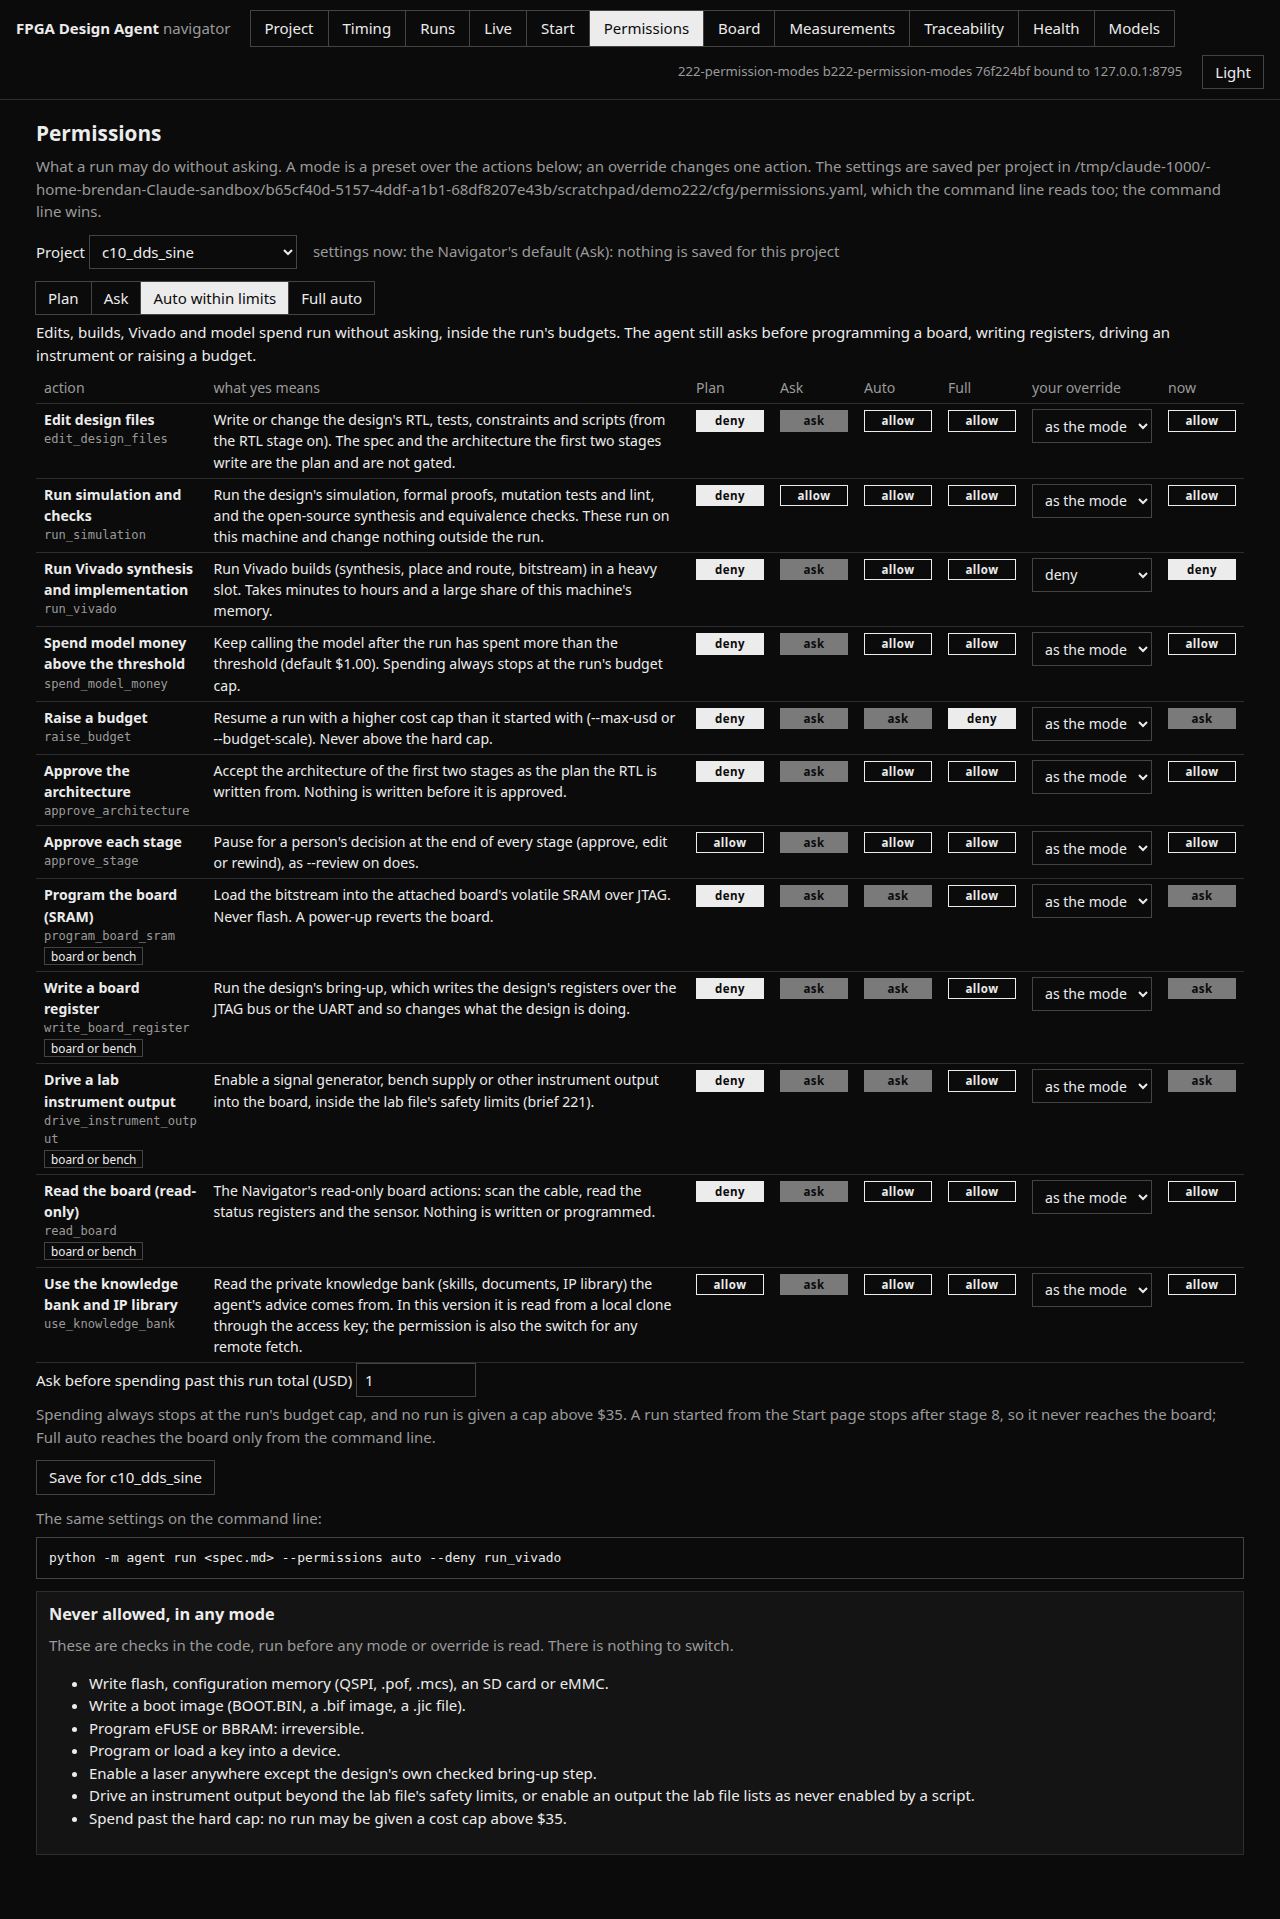 FPGA Design Agent navigator
Project Timing Runs Live Start Permissions Board Measurements Traceability Health Models
222-permission-modes b222-permission-modes 76f224bf bound to 127.0.0.1:8795
Light
Permissions
What a run may do without asking. A mode is a preset over the actions below; an override changes one action. The settings are saved per project in /tmp/claude-1000/-
home-brendan-Claude-sandbox/b65cf40d-5157-4ddf-a1b1-68df8207e43b/scratchpad/demo222/cfg/permissions.yaml, which the command line reads too; the command
line wins.
Project c10_dds_sine settings now: the Navigator's default (Ask): nothing is saved for this project
Plan Ask Auto within limits Full auto
Edits, builds, Vivado and model spend run without asking, inside the run's budgets. The agent still asks before programming a board, writing registers, driving an
instrument or raising a budget.
action what yes means Plan Ask Auto Full your override now
Edit design files Write or change the design's RTL, tests, constraints and scripts (from deny ask allow allow as the mode allow
edit_design_files the RTL stage on). The spec and the architecture the first two stages
write are the plan and are not gated.
Run simulation and Run the design's simulation, formal proofs, mutation tests and lint, deny allow allow allow as the mode allow
checks and the open-source synthesis and equivalence checks. These run on
run_simulation this machine and change nothing outside the run.
Run Vivado synthesis Run Vivado builds (synthesis, place and route, bitstream) in a heavy deny ask allow allow deny deny
and implementation slot. Takes minutes to hours and a large share of this machine's
run_vivado memory.
Spend model money Keep calling the model after the run has spent more than the deny ask allow allow as the mode allow
above the threshold threshold (default $1.00). Spending always stops at the run's budget
spend_model_money cap.
Raise a budget Resume a run with a higher cost cap than it started with (--max-usd or deny ask ask deny as the mode ask
raise_budget --budget-scale). Never above the hard cap.
Approve the Accept the architecture of the first two stages as the plan the RTL is deny ask allow allow as the mode allow
architecture written from. Nothing is written before it is approved.
approve_architecture
Approve each stage Pause for a person's decision at the end of every stage (approve, edit allow ask allow allow as the mode allow
approve_stage or rewind), as --review on does.
Program the board Load the bitstream into the attached board's volatile SRAM over JTAG. deny ask ask allow as the mode ask
(SRAM) Never flash. A power-up reverts the board.
program_board_sram
board or bench
Write a board Run the design's bring-up, which writes the design's registers over the deny ask ask allow as the mode ask
register JTAG bus or the UART and so changes what the design is doing.
write_board_register
board or bench
Drive a lab Enable a signal generator, bench supply or other instrument output deny ask ask allow as the mode ask
instrument output into the board, inside the lab file's safety limits (brief 221).
drive_instrument_outp
ut
board or bench
Read the board (read- The Navigator's read-only board actions: scan the cable, read the deny ask allow allow as the mode allow
only) status registers and the sensor. Nothing is written or programmed.
read_board
board or bench
Use the knowledge Read the private knowledge bank (skills, documents, IP library) the allow ask allow allow as the mode allow
bank and IP library agent's advice comes from. In this version it is read from a local clone
use_knowledge_bank through the access key; the permission is also the switch for any
remote fetch.
Ask before spending past this run total (USD) 1
Spending always stops at the run's budget cap, and no run is given a cap above $35. A run started from the Start page stops after stage 8, so it never reaches the board;
Full auto reaches the board only from the command line.
Save for c10_dds_sine
The same settings on the command line:
python -m agent run <spec.md> --permissions auto --deny run_vivado
Never allowed, in any mode
These are checks in the code, run before any mode or override is read. There is nothing to switch.
• Write flash, configuration memory (QSPI, .pof, .mcs), an SD card or eMMC.
• Write a boot image (BOOT.BIN, a .bif image, a .jic file).
• Program eFUSE or BBRAM: irreversible.
• Program or load a key into a device.
• Enable a laser anywhere except the design's own checked bring-up step.
• Drive an instrument output beyond the lab file's safety limits, or enable an output the lab file lists as never enabled by a script.
• Spend past the hard cap: no run may be given a cost cap above $35.